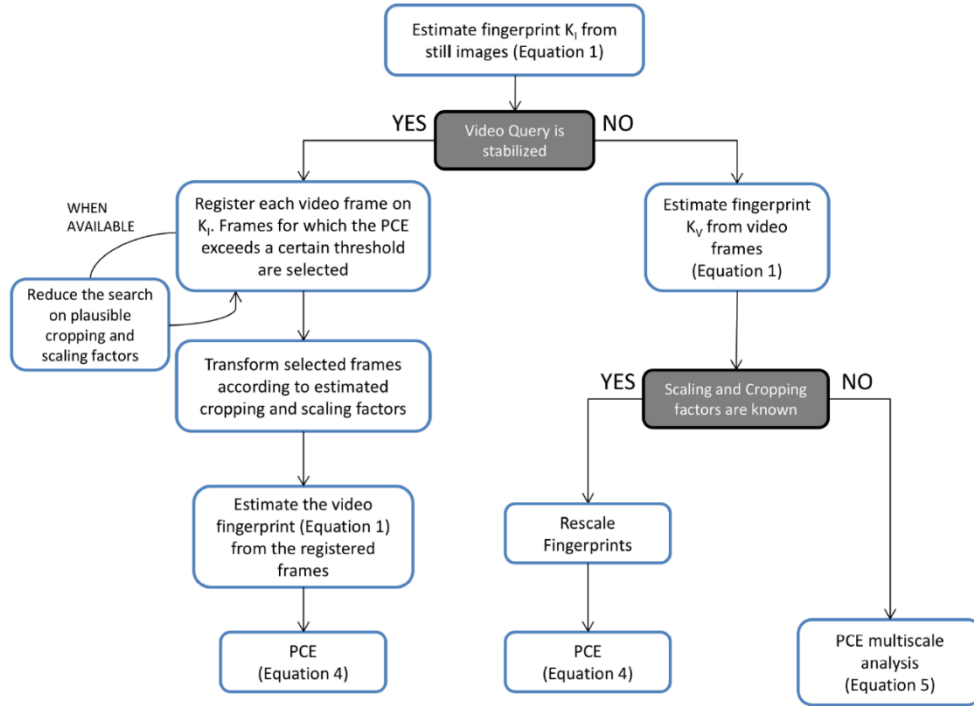 Estimate fingerprint KI from
still images (Equation 1)
YES
Video Query is
stabilized
NO
WHEN
AVAILABLE
Register each video frame on
KI. Frames for which the PCE
exceeds a certain threshold
are selected
Estimate fingerprint
KV from video
frames
(Equation 1)
Reduce the search
on plausible
cropping and
scaling factors
Transform selected frames
according to estimated
cropping and scaling factors
YES
Scaling and Cropping
factors are known
NO
Estimate the video
fingerprint (Equation 1)
from the registered
frames
Rescale
Fingerprints
PCE
(Equation 4)
PCE
(Equation 4)
PCE multiscale
analysis
(Equation 5)